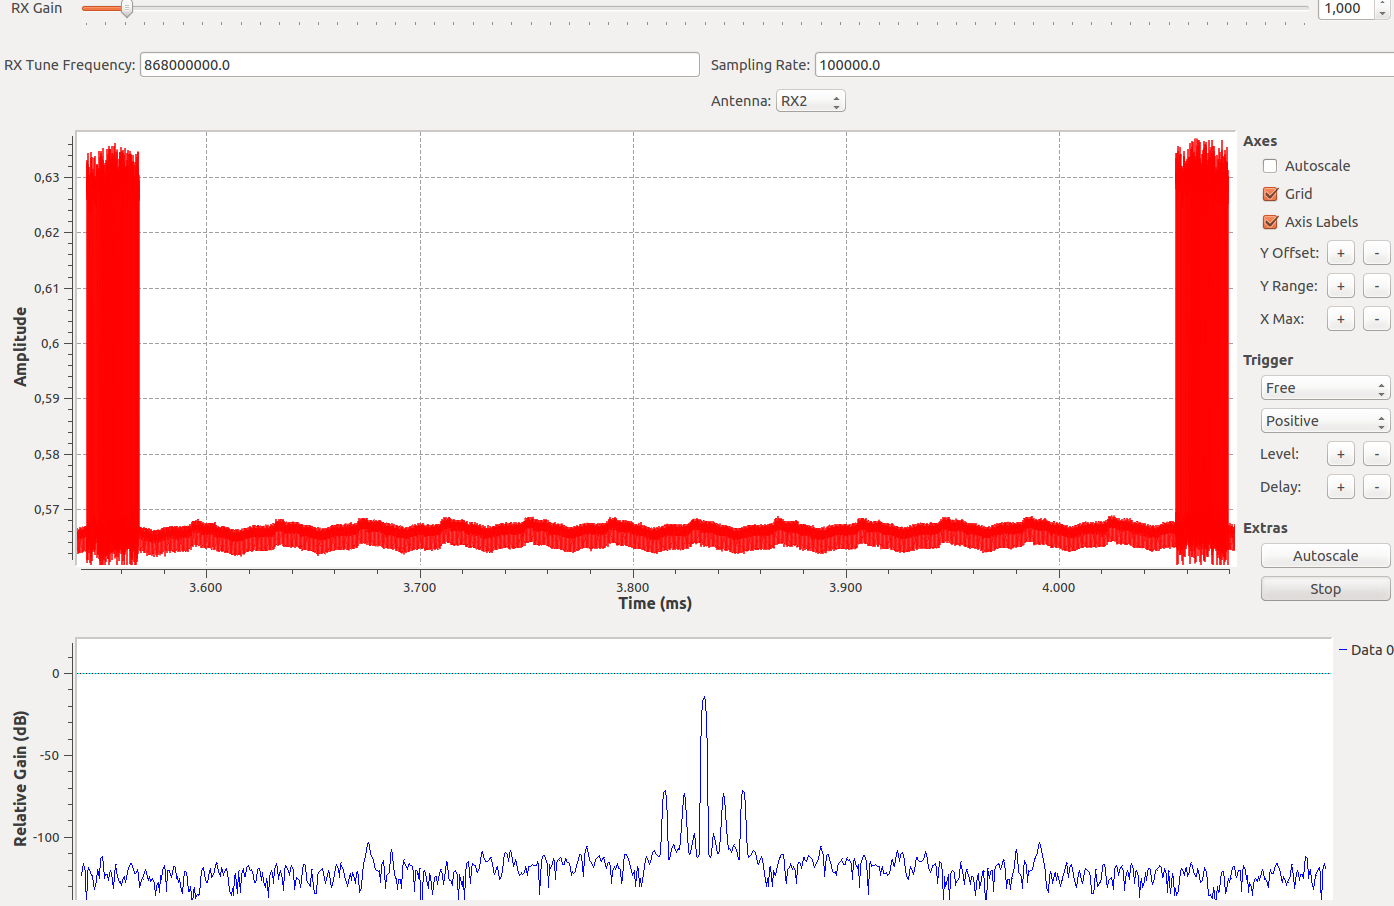 RX Gain
1,000
RX Tune Frequency: 868000000.0 Sampling Rate: 100000.0
Antenna: RX2
Axes
Autoscale
Grid
Axis Labels
Y Offset: + -
Y Range: + -
X Max: + -
Trigger
Free
Positive
Level: + -
Delay: + -
Extras
Autoscale
Stop
Amplitude
0,63
0,62
0,61
0,6
0,59
0,58
0,57
3.600 3.700 3.800 3.900 4.000
Time (ms)
Data 0
Relative Gain (dB)
0
-50
-100